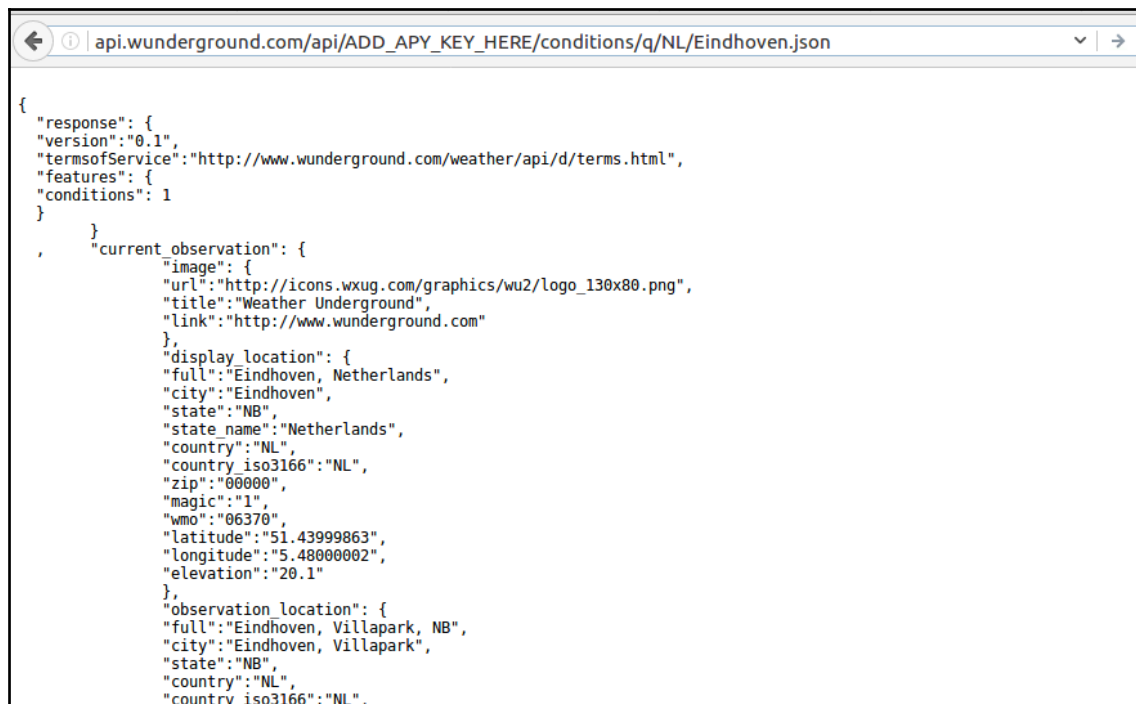 api.wunderground.com/api/ADD_APY_KEY_HERE/conditions/q/NL/Eindhoven.json
{
"response": {
"version":"0.1",
"termsofService":"http://www.wunderground.com/weather/api/d/terms.html",
"features": {
"conditions": 1
}
}
, "current_observation": {
"image": {
"url":"http://icons.wxug.com/graphics/wu2/logo_130x80.png",
"title":"Weather Underground",
"link":"http://www.wunderground.com"
},
"display_location": {
"full":"Eindhoven, Netherlands",
"city":"Eindhoven",
"state":"NB",
"state_name":"Netherlands",
"country":"NL",
"country_iso3166":"NL",
"zip":"00000",
"magic":"1",
"wmo":"06370",
"latitude":"51.43999863",
"longitude":"5.48000002",
"elevation":"20.1"
},
"observation_location": {
"full":"Eindhoven, Villapark, NB",
"city":"Eindhoven, Villapark",
"state":"NB",
"country":"NL",
"country_iso3166":"NL",